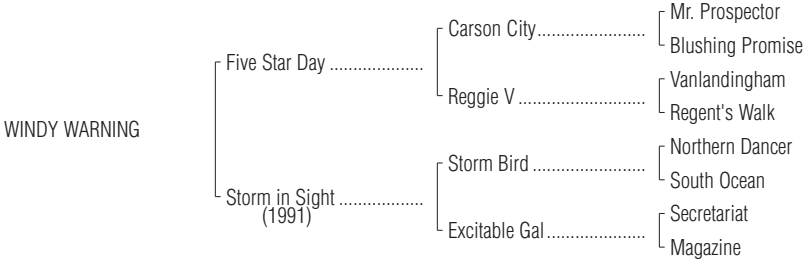 Mr. Prospector
Carson City.......................
Blushing Promise
Five Star Day ....................
Vanlandingham
Reggie V ...........................
Regent's Walk
WINDY WARNING
Northern Dancer
Storm Bird ........................
South Ocean
Storm in Sight ..................
(1991)
Secretariat
Excitable Gal.....................
Magazine